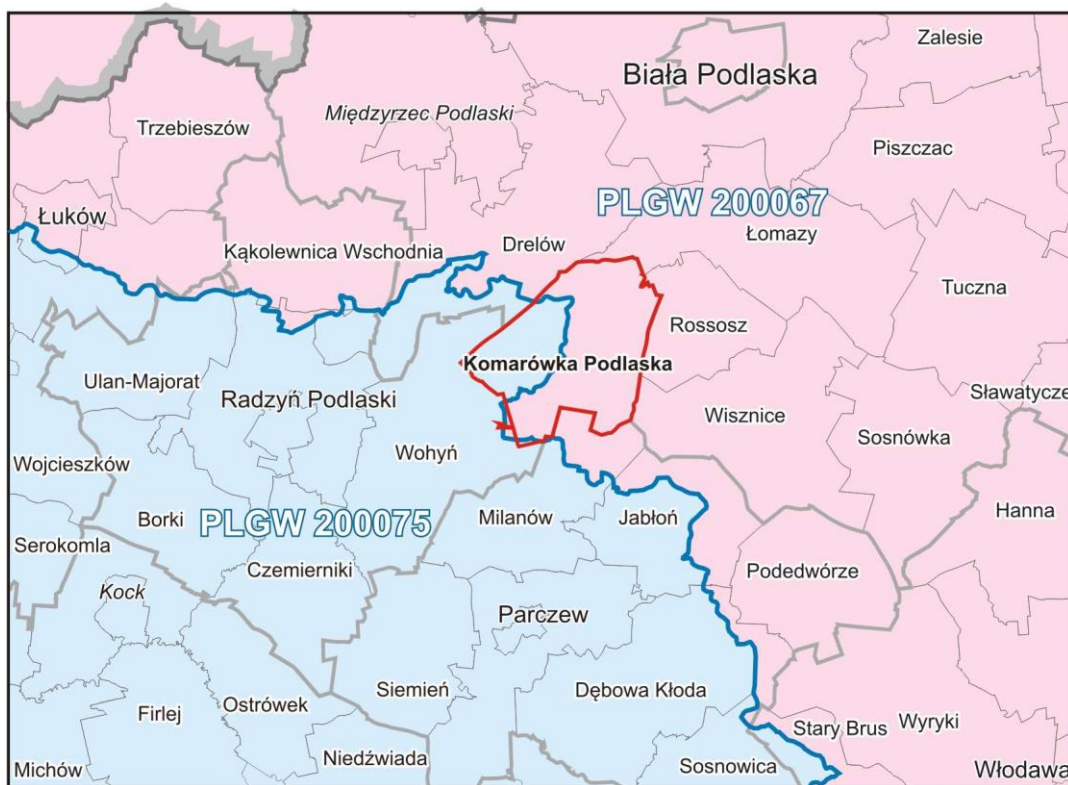 Zalesie
Biała Podlaska
Międzyrzec Podlaski
Trzebieszów
Piszczac
PLGW 200067
Łuków
Łomazy
Kąkolewnica Wschodnia
Drelów
Tuczna
Rossosz
Komarówka Podlaska
Ulan-Majorat
Radzyń Podlaski
Sławatycze
Wisznice
Sosnówka
Wohyń
Wojcieszków
Hanna
Borki
PLGW 200075
Milanów
Jabłoń
Serokomla
Czemierniki
Podedwórze
Kock
Parczew
Siemień
Dębowa Kłoda
Ostrówek
Firlej
Stary Brus
Wyryki
Niedźwiada
Sosnowica
Michów
Włodawa